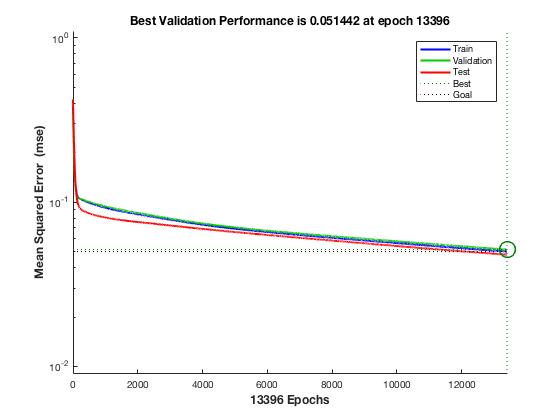 Best Validation Performance is 0.051442 at epoch 13396
10^0
Train
Validation
Test
Best
Goal
Mean Squared Error (mse)
10^-1
10^-2
0 2000 4000 6000 8000 10000 12000
13396 Epochs